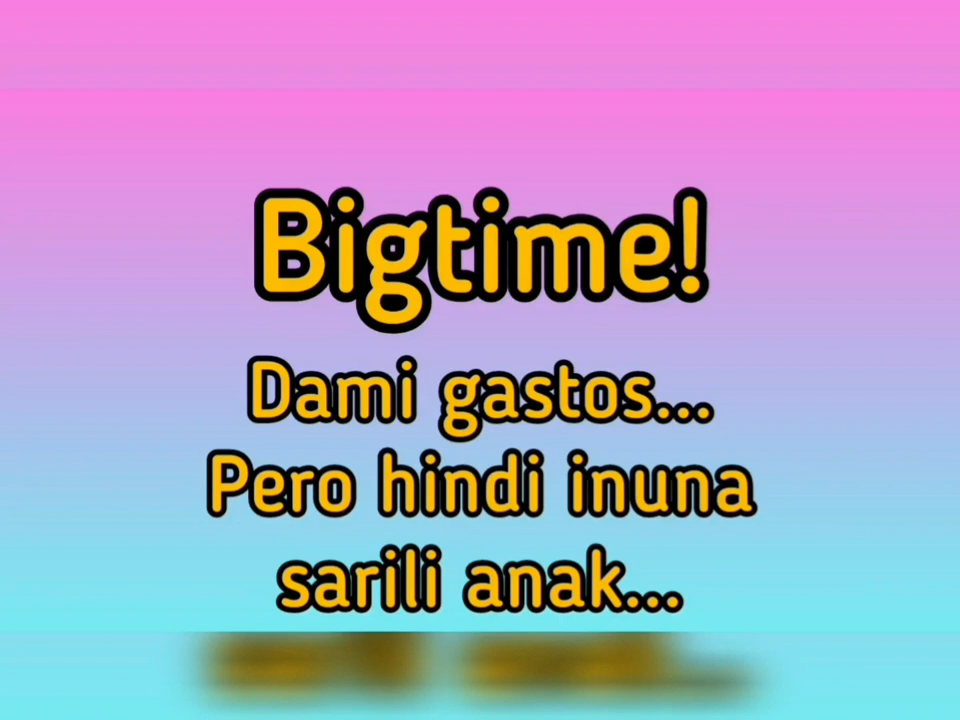 Bigtime!
Dami gastos...
Pero hindi inuna
sarili anak...